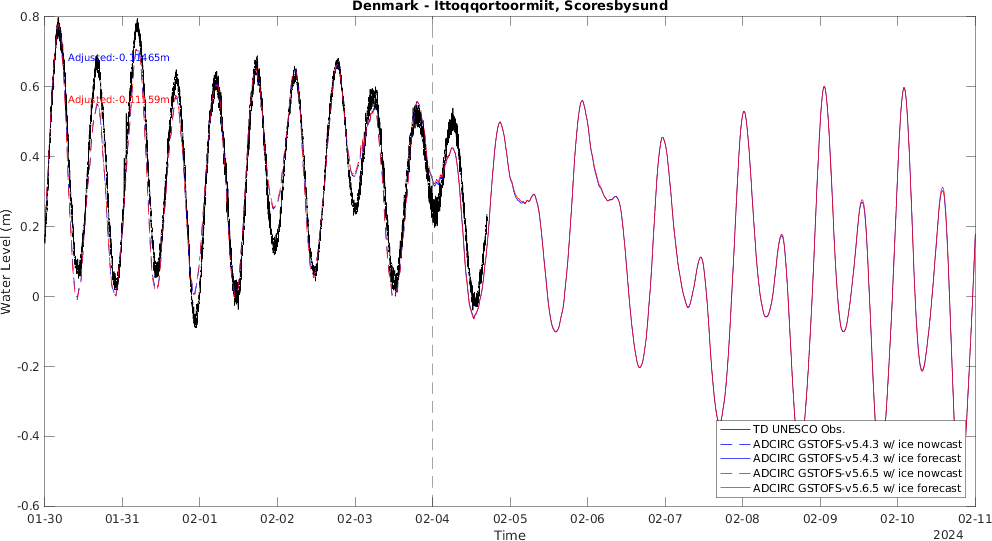 Denmark - Ittoqqortoormiit, Scoresbysund
0.8
0.6
0.4
0.2
0
-0.2
-0.4
-0.6
Water Level (m)
Adjusted:-0.11465m
Adjusted:-0.11159m
TD UNESCO Obs.
ADCIRC GSTOFS-v5.4.3 w/ ice nowcast
ADCIRC GSTOFS-v5.4.3 w/ ice forecast
ADCIRC GSTOFS-v5.6.5 w/ ice nowcast
ADCIRC GSTOFS-v5.6.5 w/ ice forecast
01-30 01-31 02-01 02-02 02-03 02-04 02-05 02-06 02-07 02-08 02-09 02-10 02-11
Time
2024